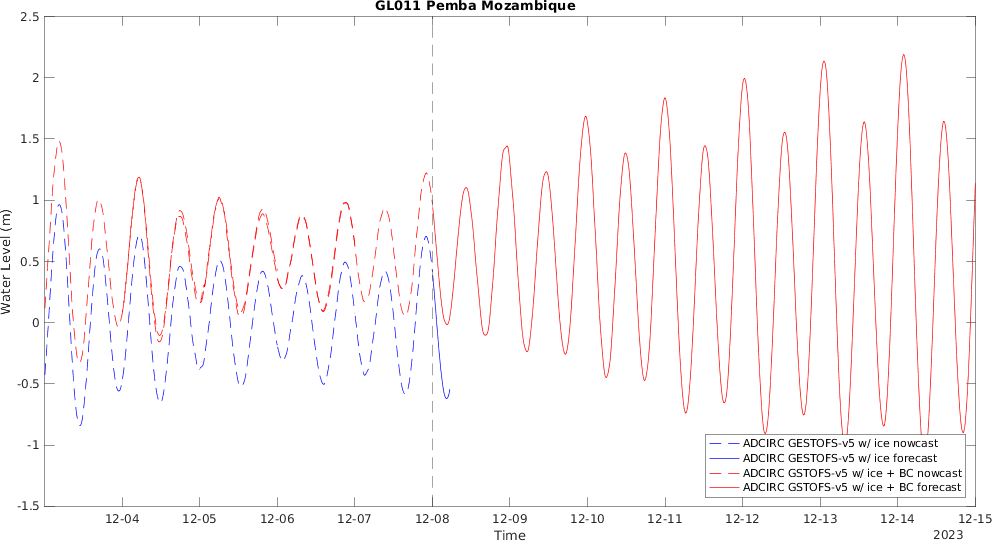 GL011 Pemba Mozambique
2.5
2
1.5
1
0.5
0
-0.5
-1
-1.5
Water Level (m)
ADCIRC GESTOFS-v5 w/ ice nowcast
ADCIRC GESTOFS-v5 w/ ice forecast
ADCIRC GSTOFS-v5 w/ ice + BC nowcast
ADCIRC GSTOFS-v5 w/ ice + BC forecast
12-04 12-05 12-06 12-07 12-08 12-09 12-10 12-11 12-12 12-13 12-14 12-15
Time
2023